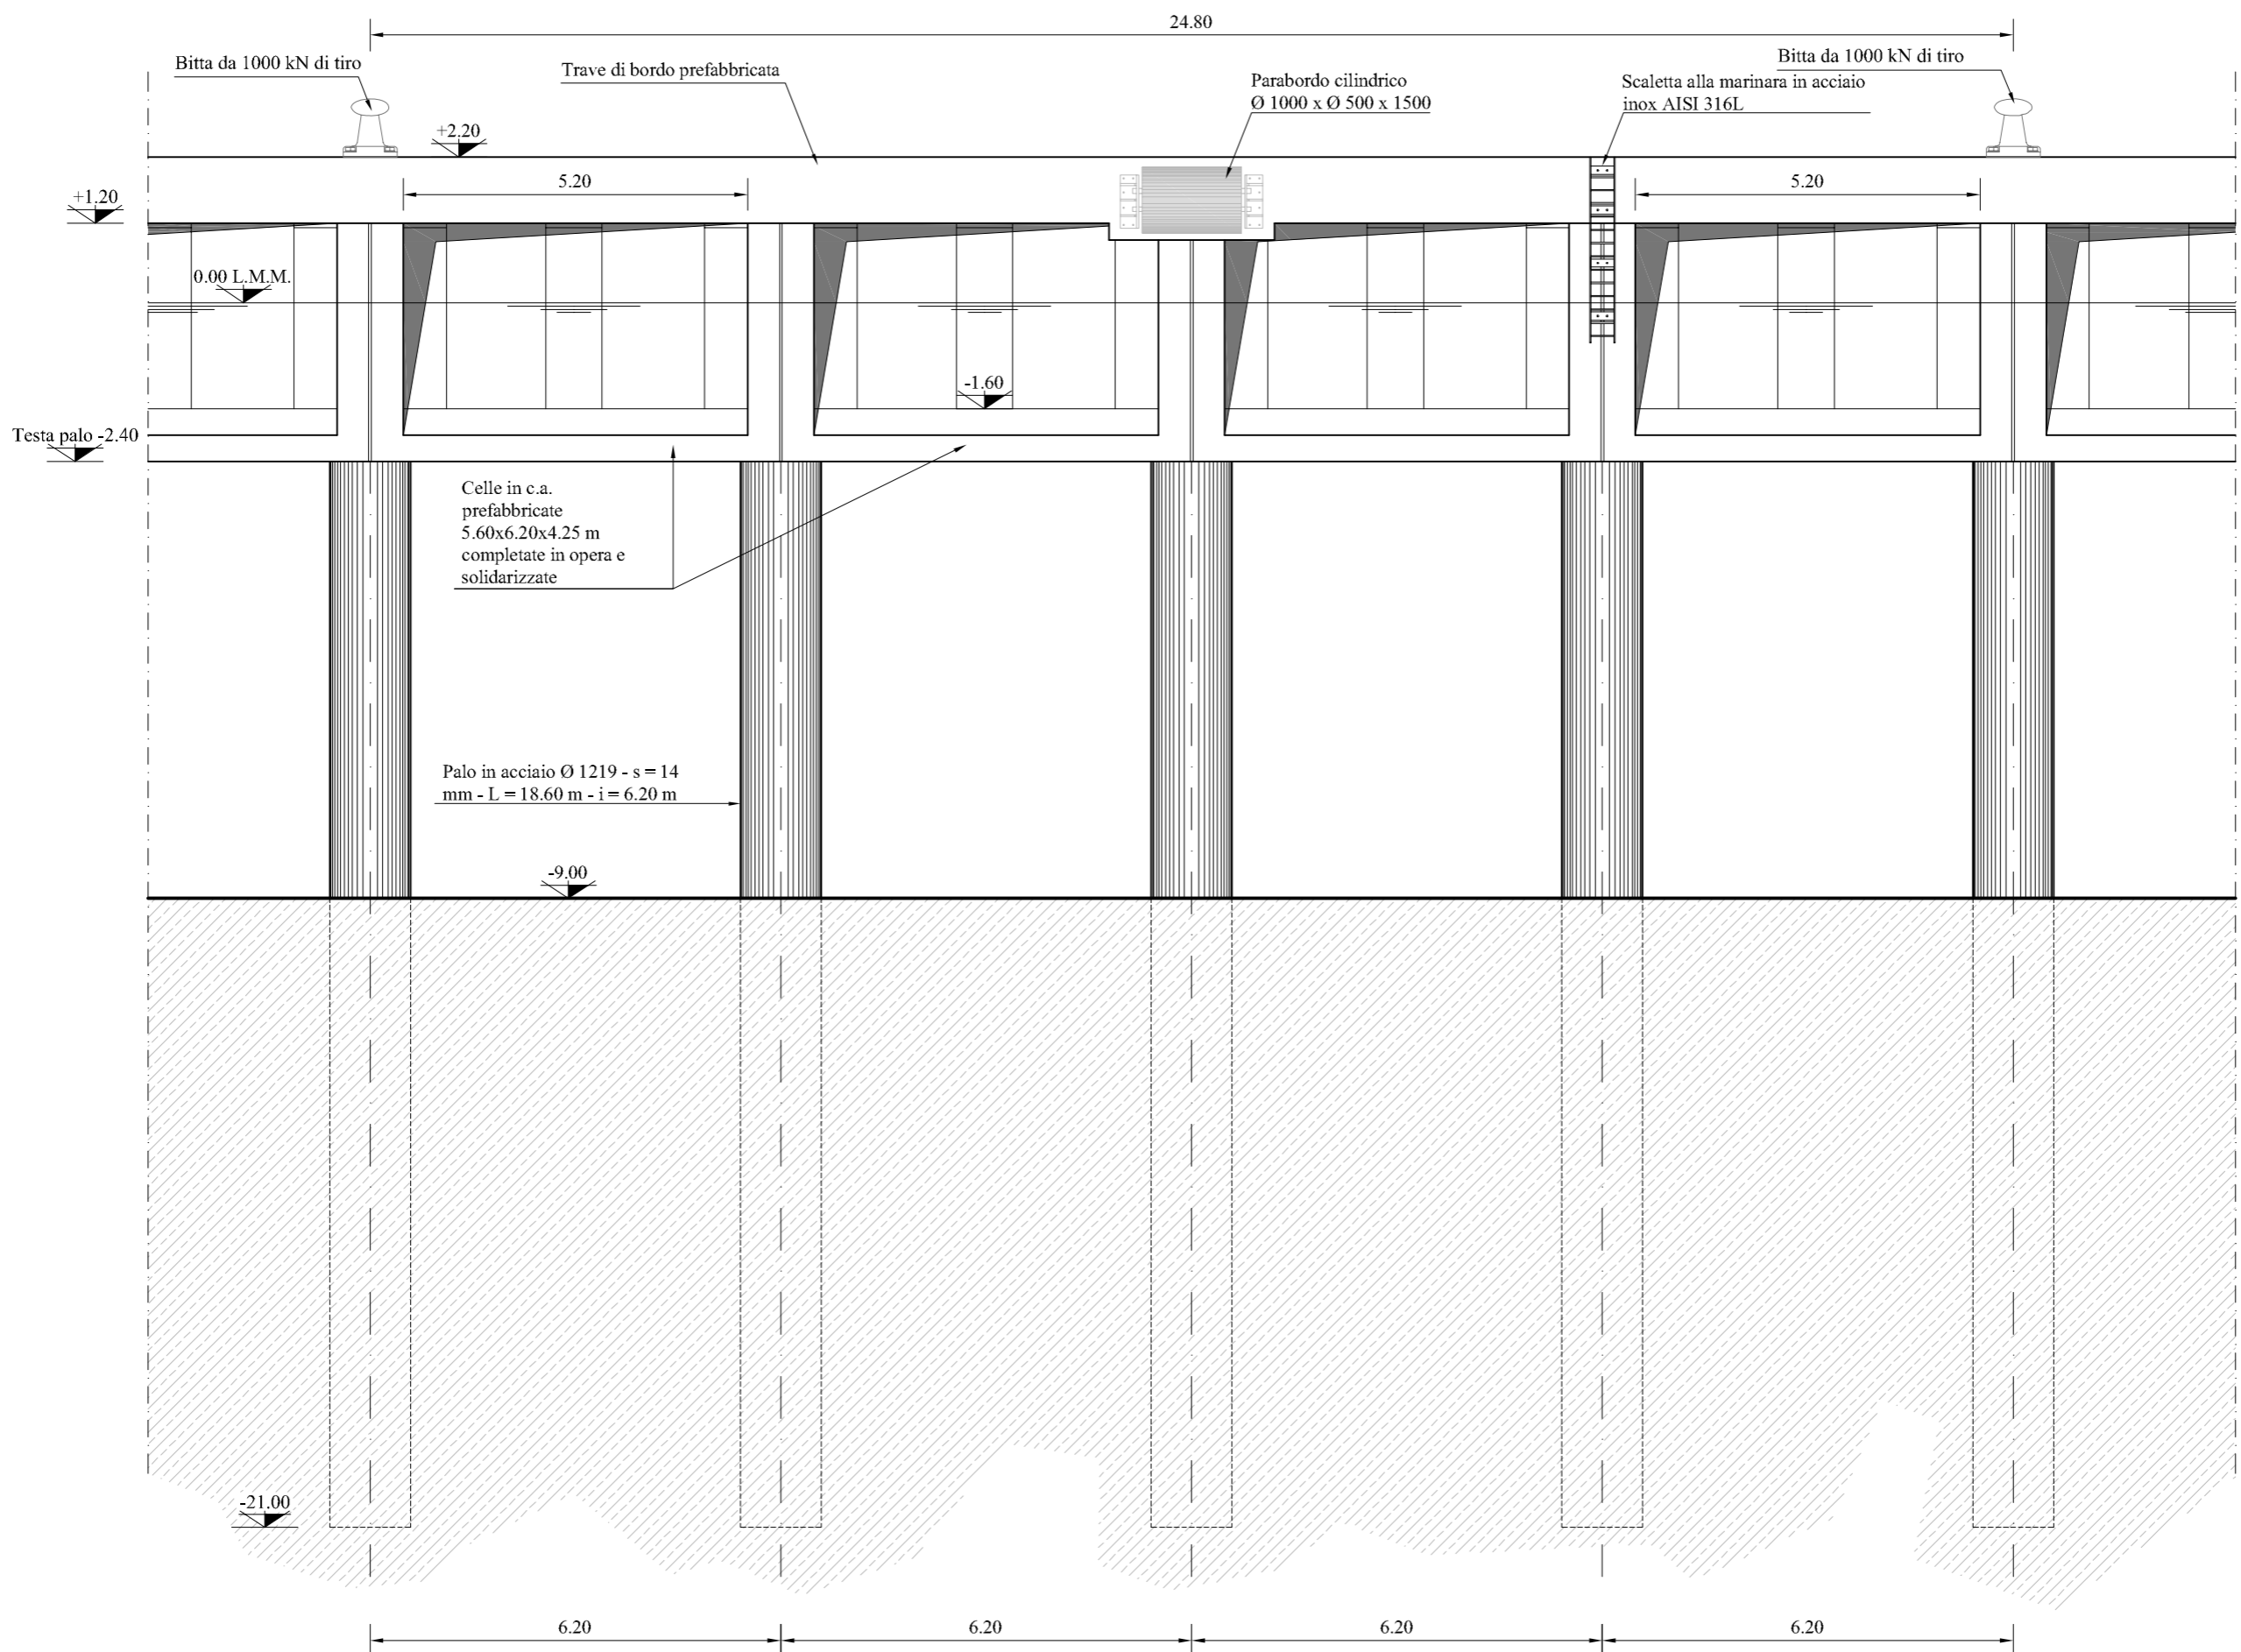 24.80
Bitta da 1000 kN di tiro
Trave di bordo prefabbricata
Parabordo cilindrico
Ø 1000 x Ø 500 x 1500
Scaletta alla marinara in acciaio
inox AISI 316L
Bitta da 1000 kN di tiro
+2.20
+1.20
5.20
5.20
0.00 L.M.M.
-1.60
Testa palo -2.40
Celle in c.a.
prefabbricate
5.60x6.20x4.25 m
completate in opera e
solidarizzate
Palo in acciaio Ø 1219 - s = 14
mm - L = 18.60 m - i = 6.20 m
-9.00
-21.00
6.20
6.20
6.20
6.20